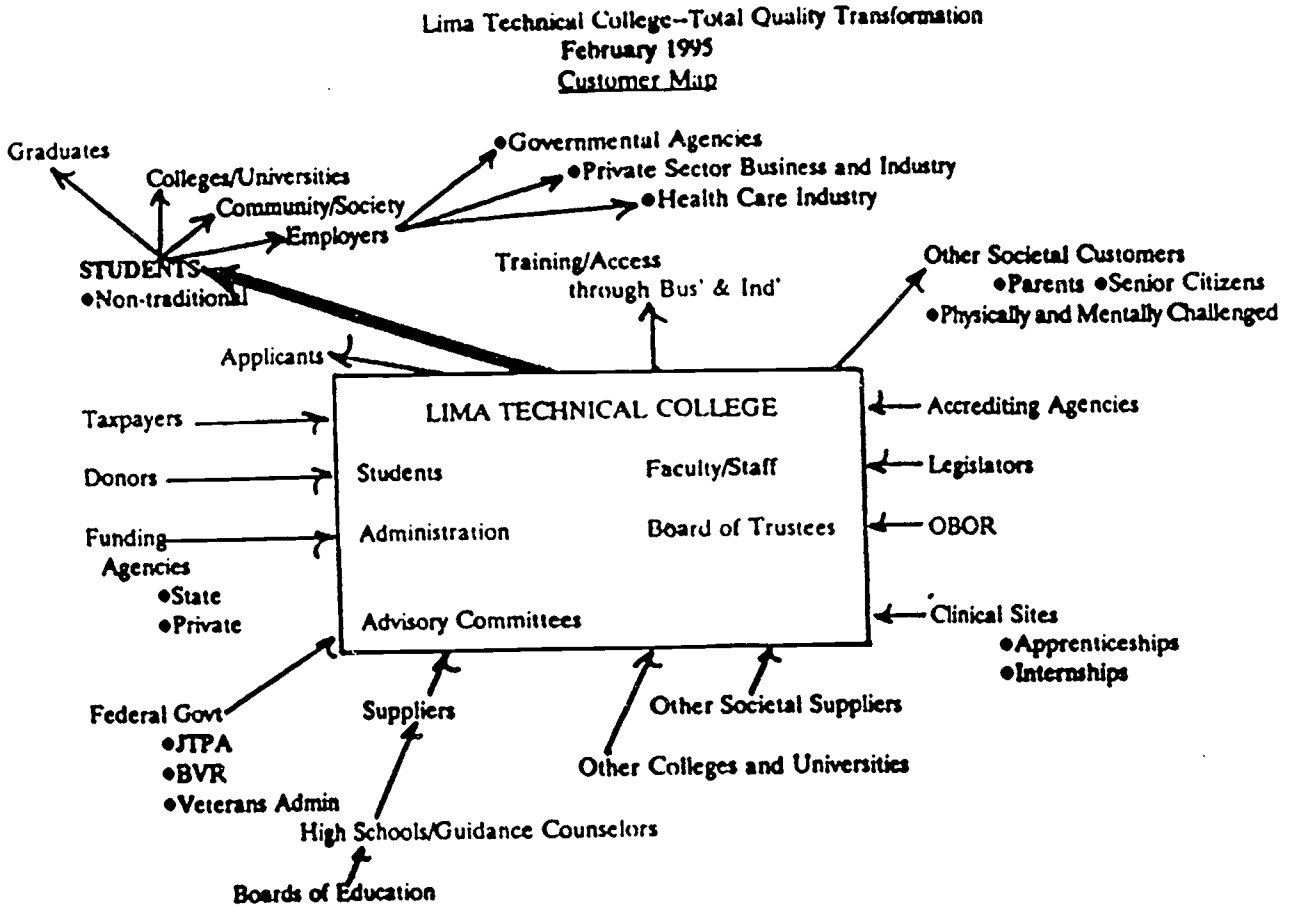 Lima Technical College--Total Quality Transformation
February 1995
Customer Map
Graduates
Colleges/Universities
Community/Society
Employers
●Governmental Agencies
●Private Sector Business and Industry
●Health Care Industry
STUDENTS
●Non-traditional
Training/Access
through Bus' & Ind'
Other Societal Customers
●Parents ●Senior Citizens
●Physically and Mentally Challenged
Applicants
LIMA TECHNICAL COLLEGE
Students
Faculty/Staff
Administration
Board of Trustees
Advisory Committees
Taxpayers
Donors
Funding
Agencies
●State
●Private
Accrediting Agencies
Legislators
OBOR
Clinical Sites
●Apprenticeships
●Internships
Federal Govt
●JTPA
●BVR
●Veterans Admin
Suppliers
Other Societal Suppliers
Other Colleges and Universities
High Schools/Guidance Counselors
Boards of Education